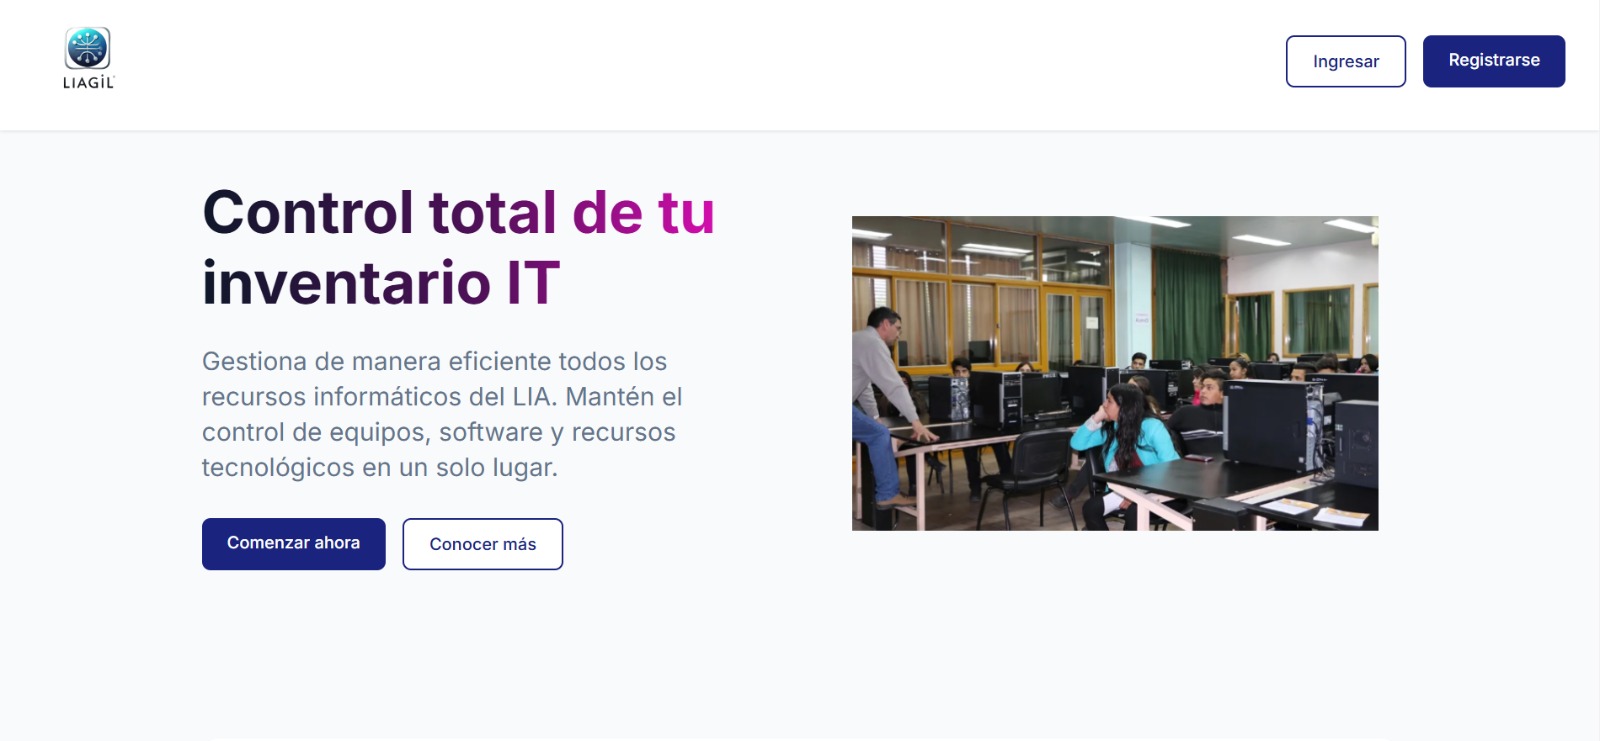 LIAGiL
Ingresar
Registrarse
Control total de tu
inventario IT
Gestiona de manera eficiente todos los
recursos informáticos del LIA. Mantén el
control de equipos, software y recursos
tecnológicos en un solo lugar.
Comenzar ahora
Conocer más